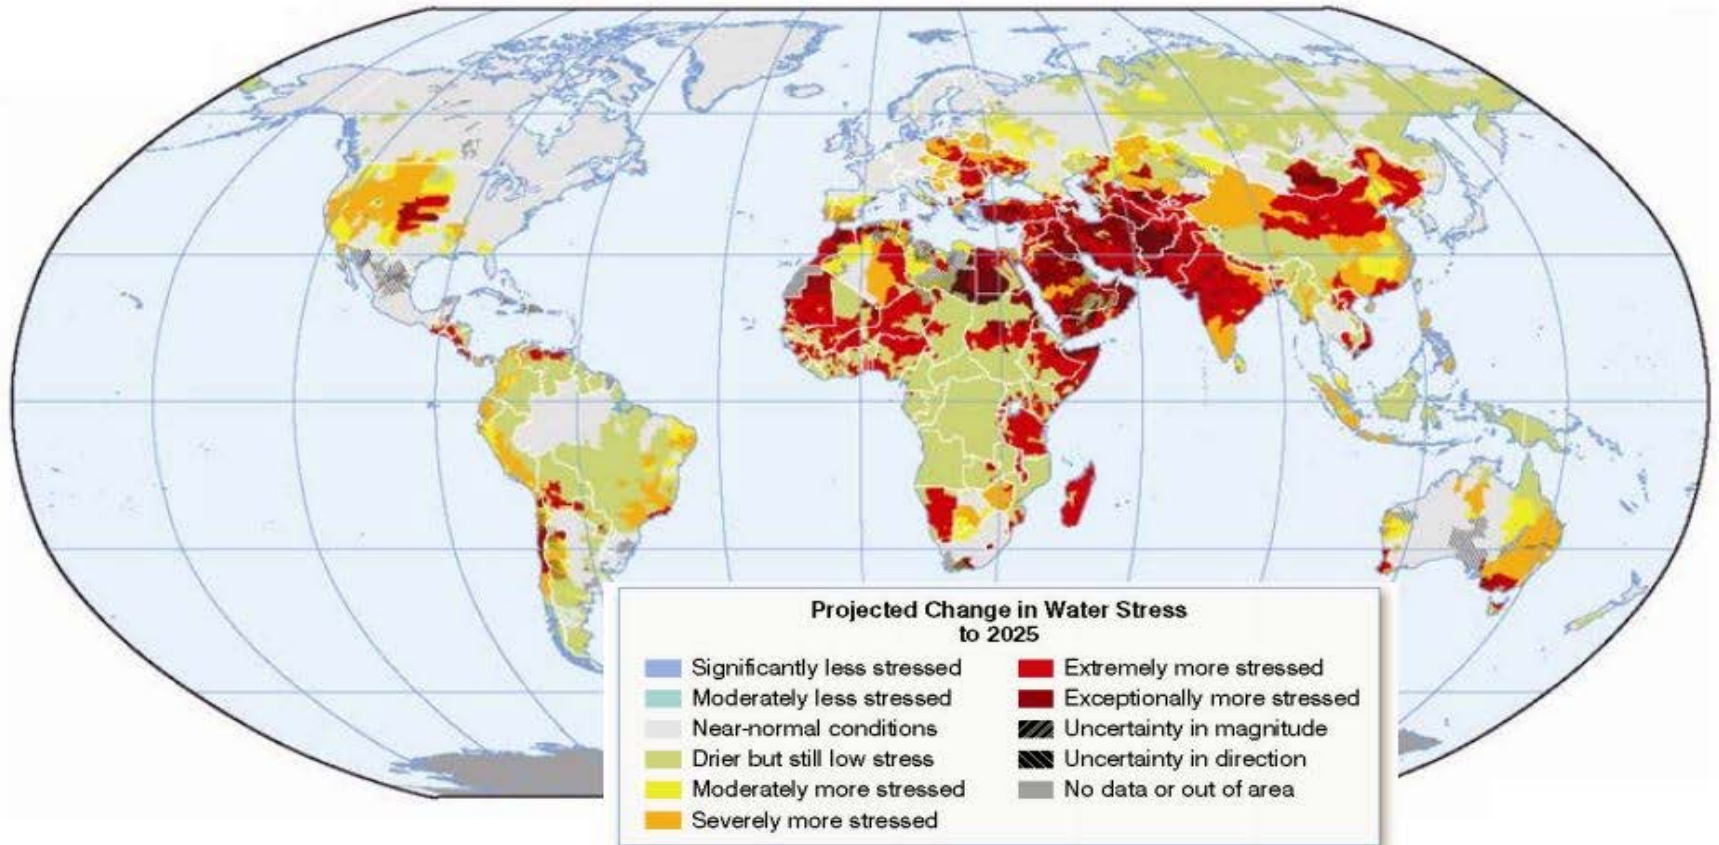 Projected Change in Water Stress
to 2025
Significantly less stressed
Moderately less stressed
Near-normal conditions
Drier but still low stress
Moderately more stressed
Severely more stressed
Extremely more stressed
Exceptionally more stressed
Uncertainty in magnitude
Uncertainty in direction
No data or out of area